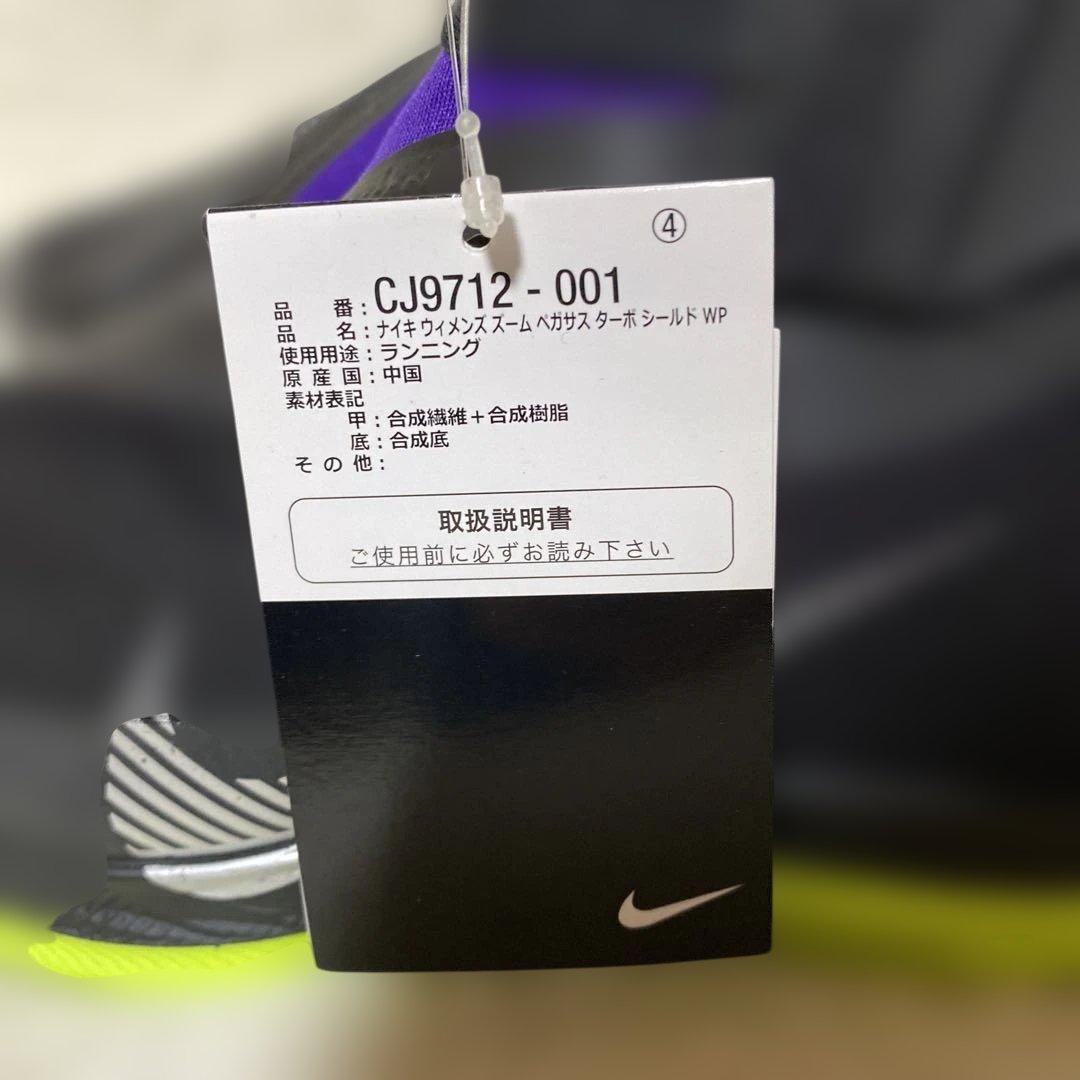 ④
品 番：CJ9712 - 001
品 名：ナイキ ウィメンズ ズーム ペガサス ターボ シールド WP
使用用途：ランニング
原 産 国：中国
素材表記
甲：合成繊維＋合成樹脂
底：合成底
そ の 他：
取扱説明書
ご使用前に必ずお読み下さい